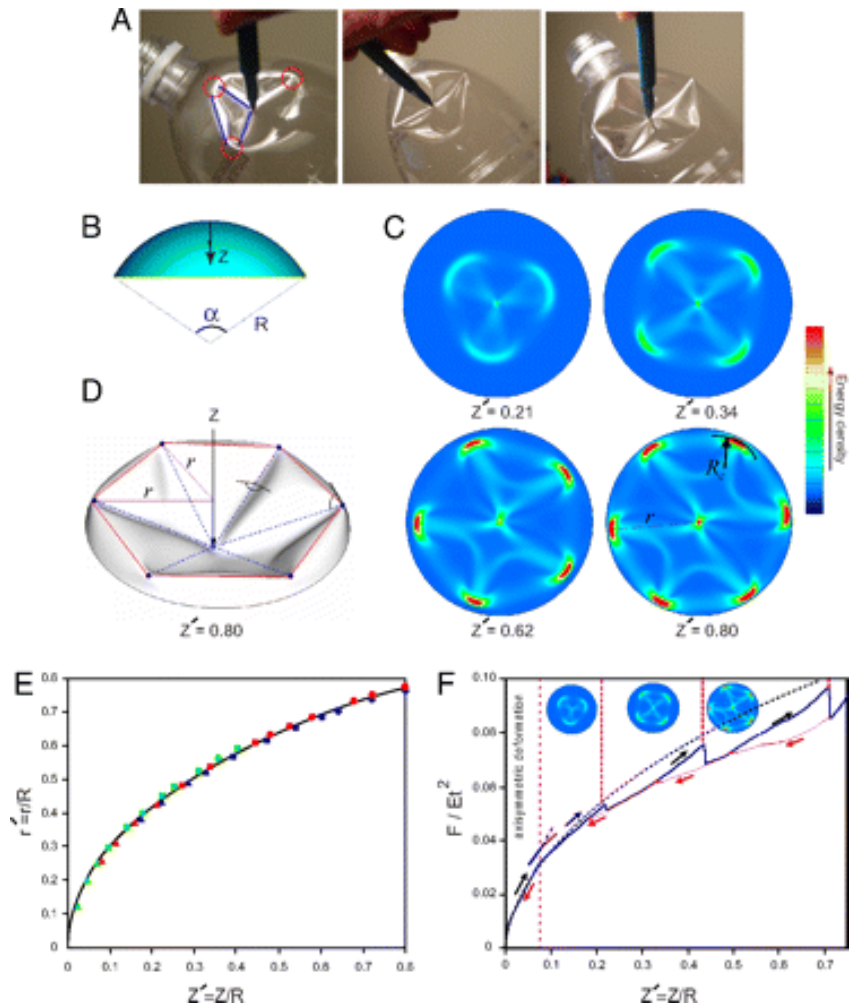 A
B
Z
α
R
C
Z′= 0.21
Z′= 0.34
Energy density
D
Z
r
r
Z′= 0.80
R
r
Z′= 0.62
Z′= 0.80
E
0.8
0.7
0.6
0.5
0.4
0.3
0.2
0.1
0
r′=r/R
0 0.1 0.2 0.3 0.4 0.5 0.6 0.7 0.8
Z′=Z/R
F
0.10
0.08
0.06
0.04
0.02
0
F / Et²
axisymmetric deformation
0 0.1 0.2 0.3 0.4 0.5 0.6 0.7
Z′=Z/R